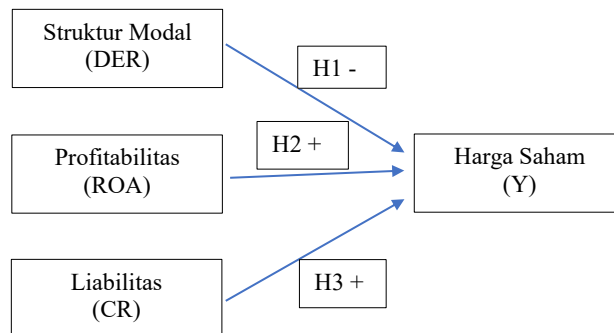 Struktur Modal
(DER)
H1 -
Profitabilitas
(ROA)
H2 +
Harga Saham
(Y)
Liabilitas
(CR)
H3 +